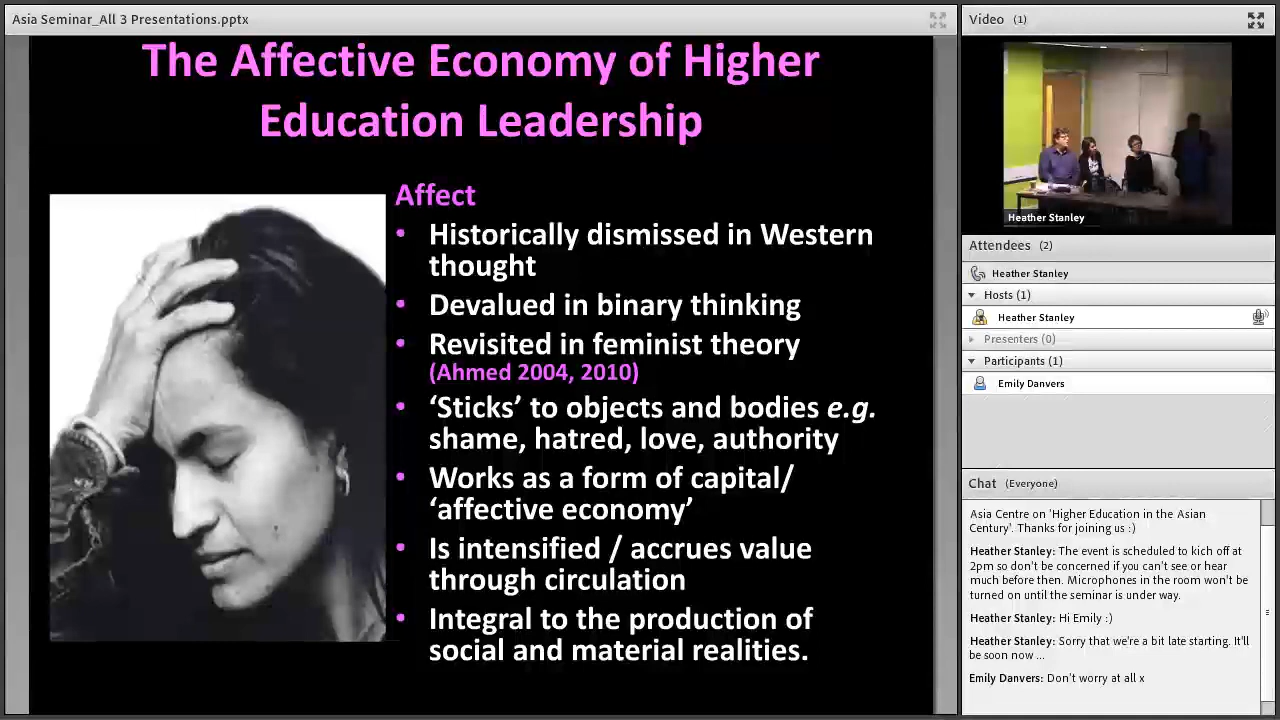 Asia Seminar_All 3 Presentations.pptx
The Affective Economy of Higher
Education Leadership
Affect
• Historically dismissed in Western
thought
• Devalued in binary thinking
• Revisited in feminist theory
(Ahmed 2004, 2010)
• ‘Sticks’ to objects and bodies e.g.
shame, hatred, love, authority
• Works as a form of capital/
‘affective economy’
• Is intensified / accrues value
through circulation
• Integral to the production of
social and material realities.
Video (1)
Heather Stanley
Attendees (2)
Heather Stanley
Hosts (1)
Heather Stanley
Presenters (0)
Participants (1)
Emily Danvers
Chat (Everyone)
Asia Centre on 'Higher Education in the Asian
Century'. Thanks for joining us :)
Heather Stanley: The event is scheduled to kick off at
2pm so don't be concerned if you can't see or hear
much before then. Microphones in the room won't be
turned on until the seminar is under way.
Heather Stanley: Hi Emily :)
Heather Stanley: Sorry that we're a bit late starting. It'll
be soon now ...
Emily Danvers: Don't worry at all x